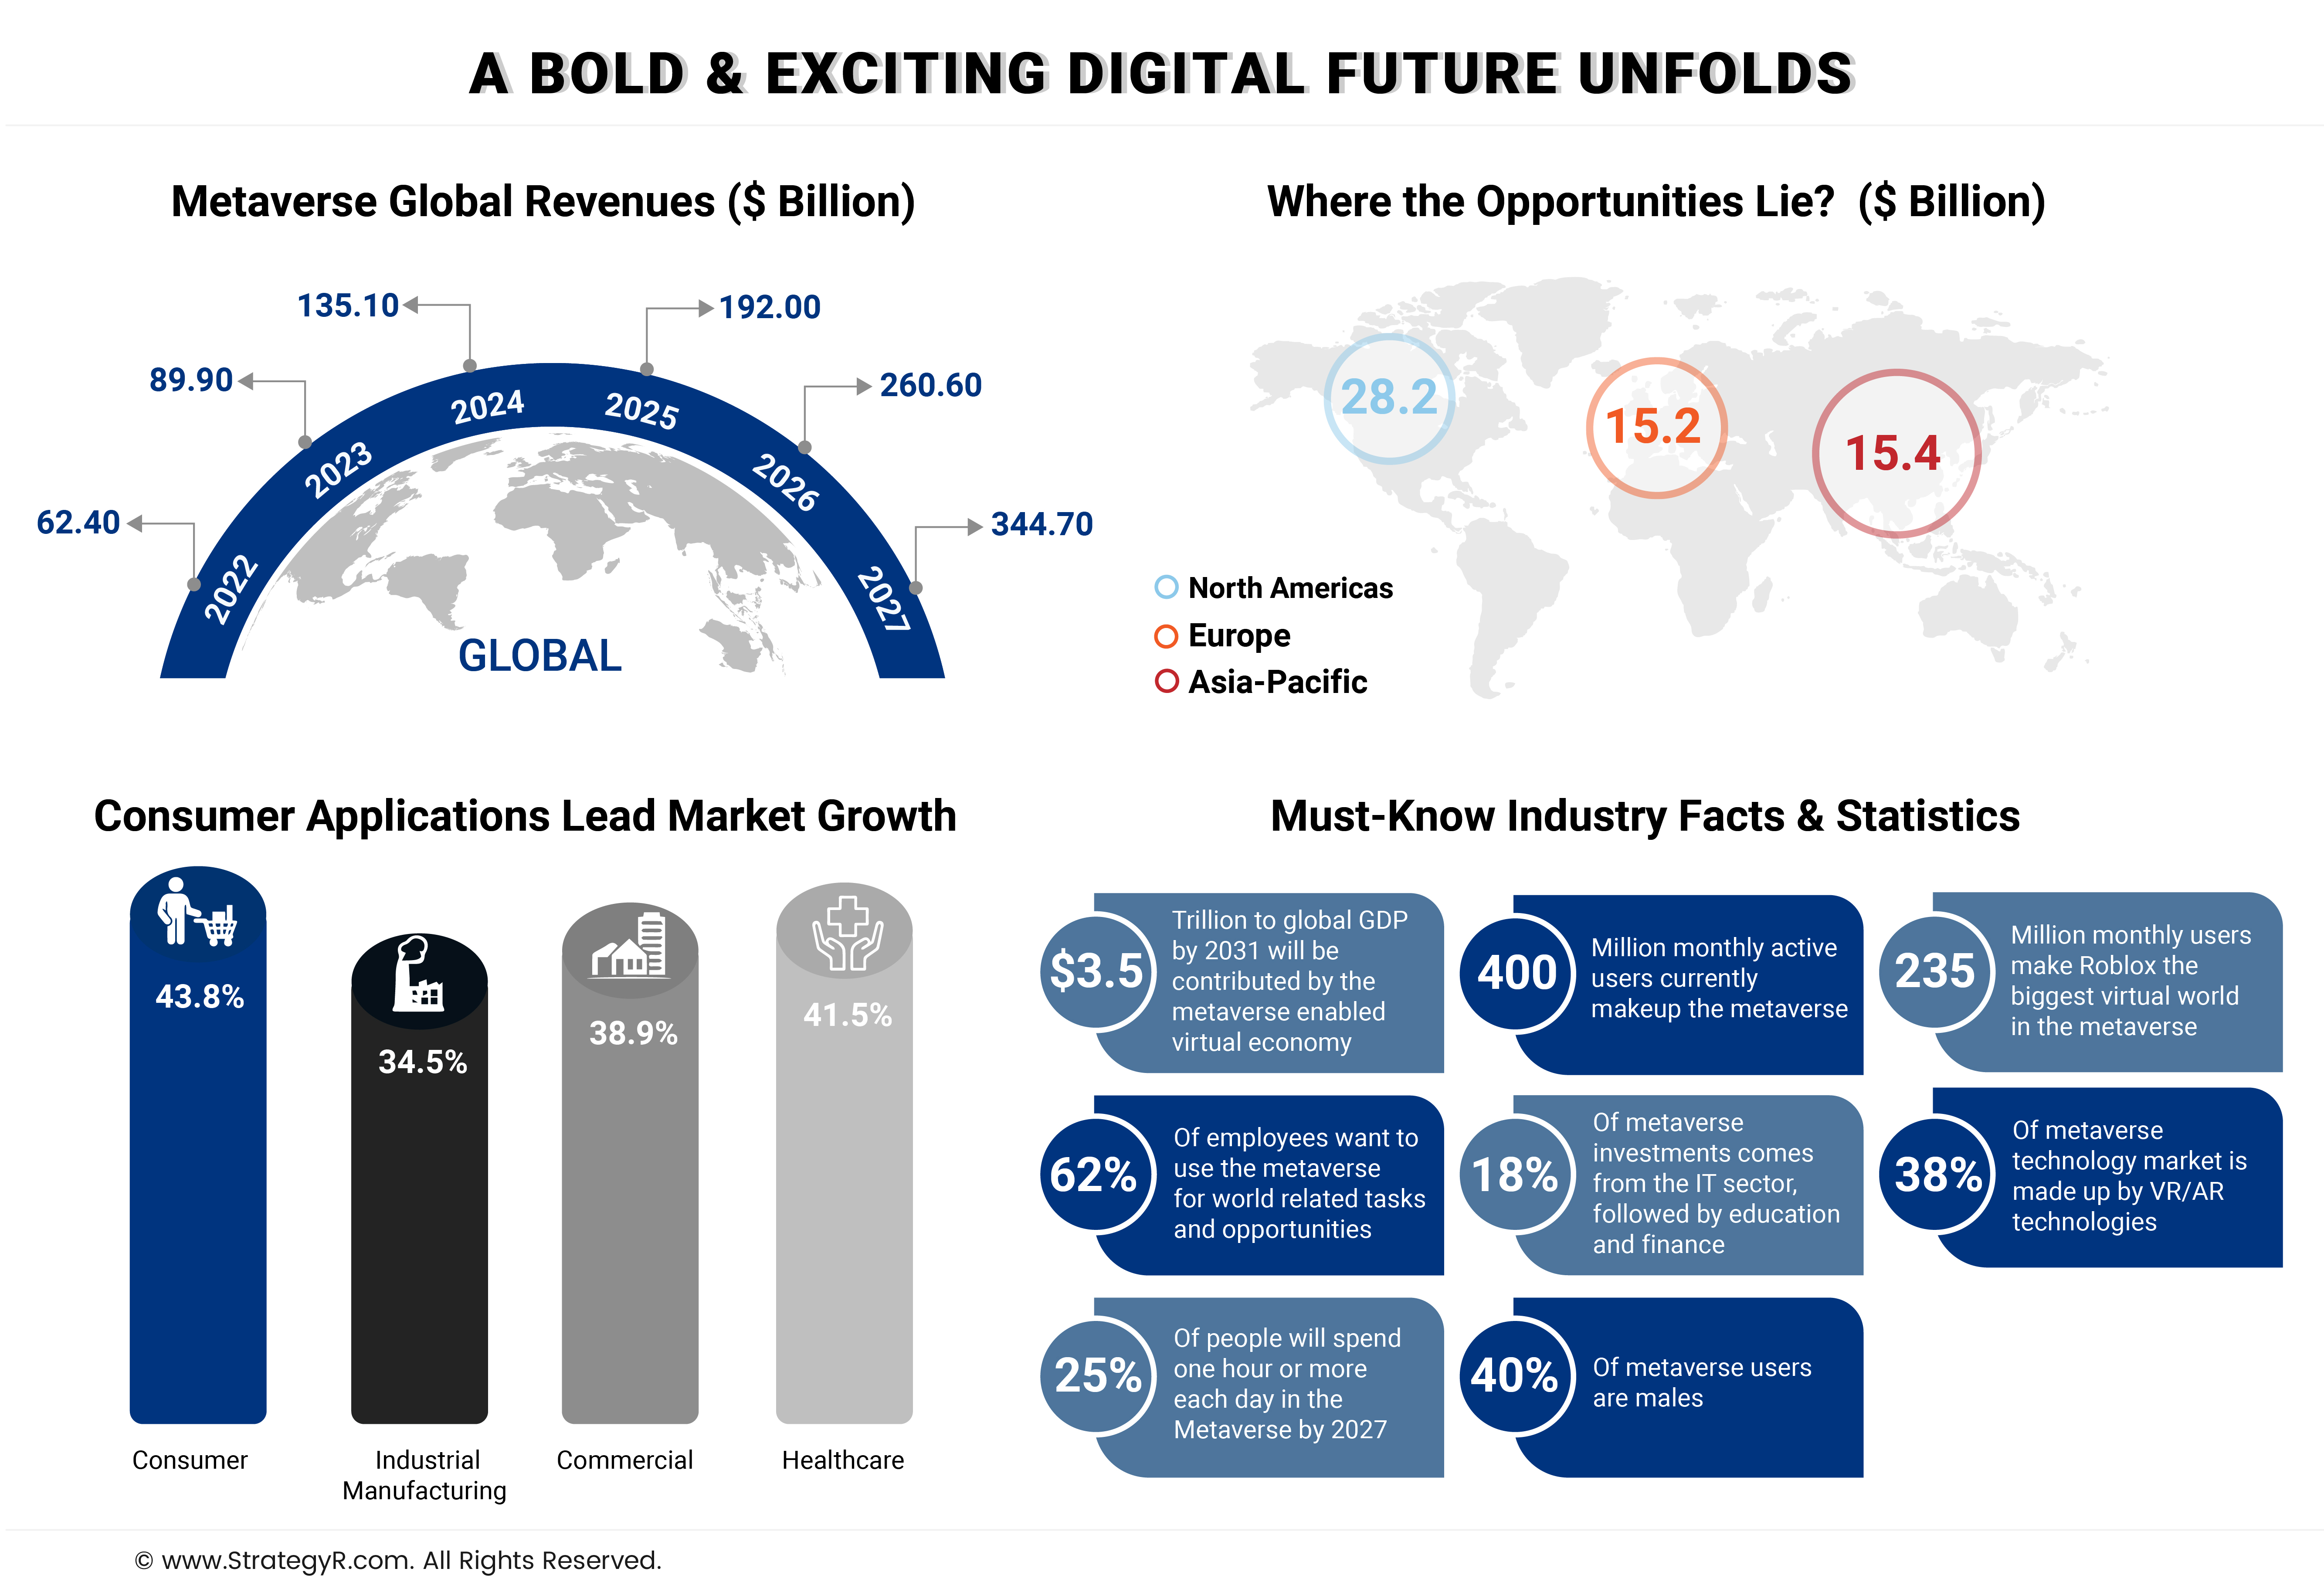 A BOLD & EXCITING DIGITAL FUTURE UNFOLDS
Metaverse Global Revenues ($ Billion)
62.40
89.90
135.10
192.00
260.60
344.70
2022
2023
2024
2025
2026
2027
GLOBAL
Where the Opportunities Lie? ($ Billion)
28.2
15.2
15.4
North Americas
Europe
Asia-Pacific
Consumer Applications Lead Market Growth
43.8%
34.5%
38.9%
41.5%
Consumer
Industrial
Manufacturing
Commercial
Healthcare
Must-Know Industry Facts & Statistics
$3.5
Trillion to global GDP
by 2031 will be
contributed by the
metaverse enabled
virtual economy
400
Million monthly active
users currently
makeup the metaverse
235
Million monthly users
make Roblox the
biggest virtual world
in the metaverse
62%
Of employees want to
use the metaverse
for world related tasks
and opportunities
18%
Of metaverse
investments comes
from the IT sector,
followed by education
and finance
38%
Of metaverse
technology market is
made up by VR/AR
technologies
25%
Of people will spend
one hour or more
each day in the
Metaverse by 2027
40%
Of metaverse users
are males
© www.StrategyR.com. All Rights Reserved.